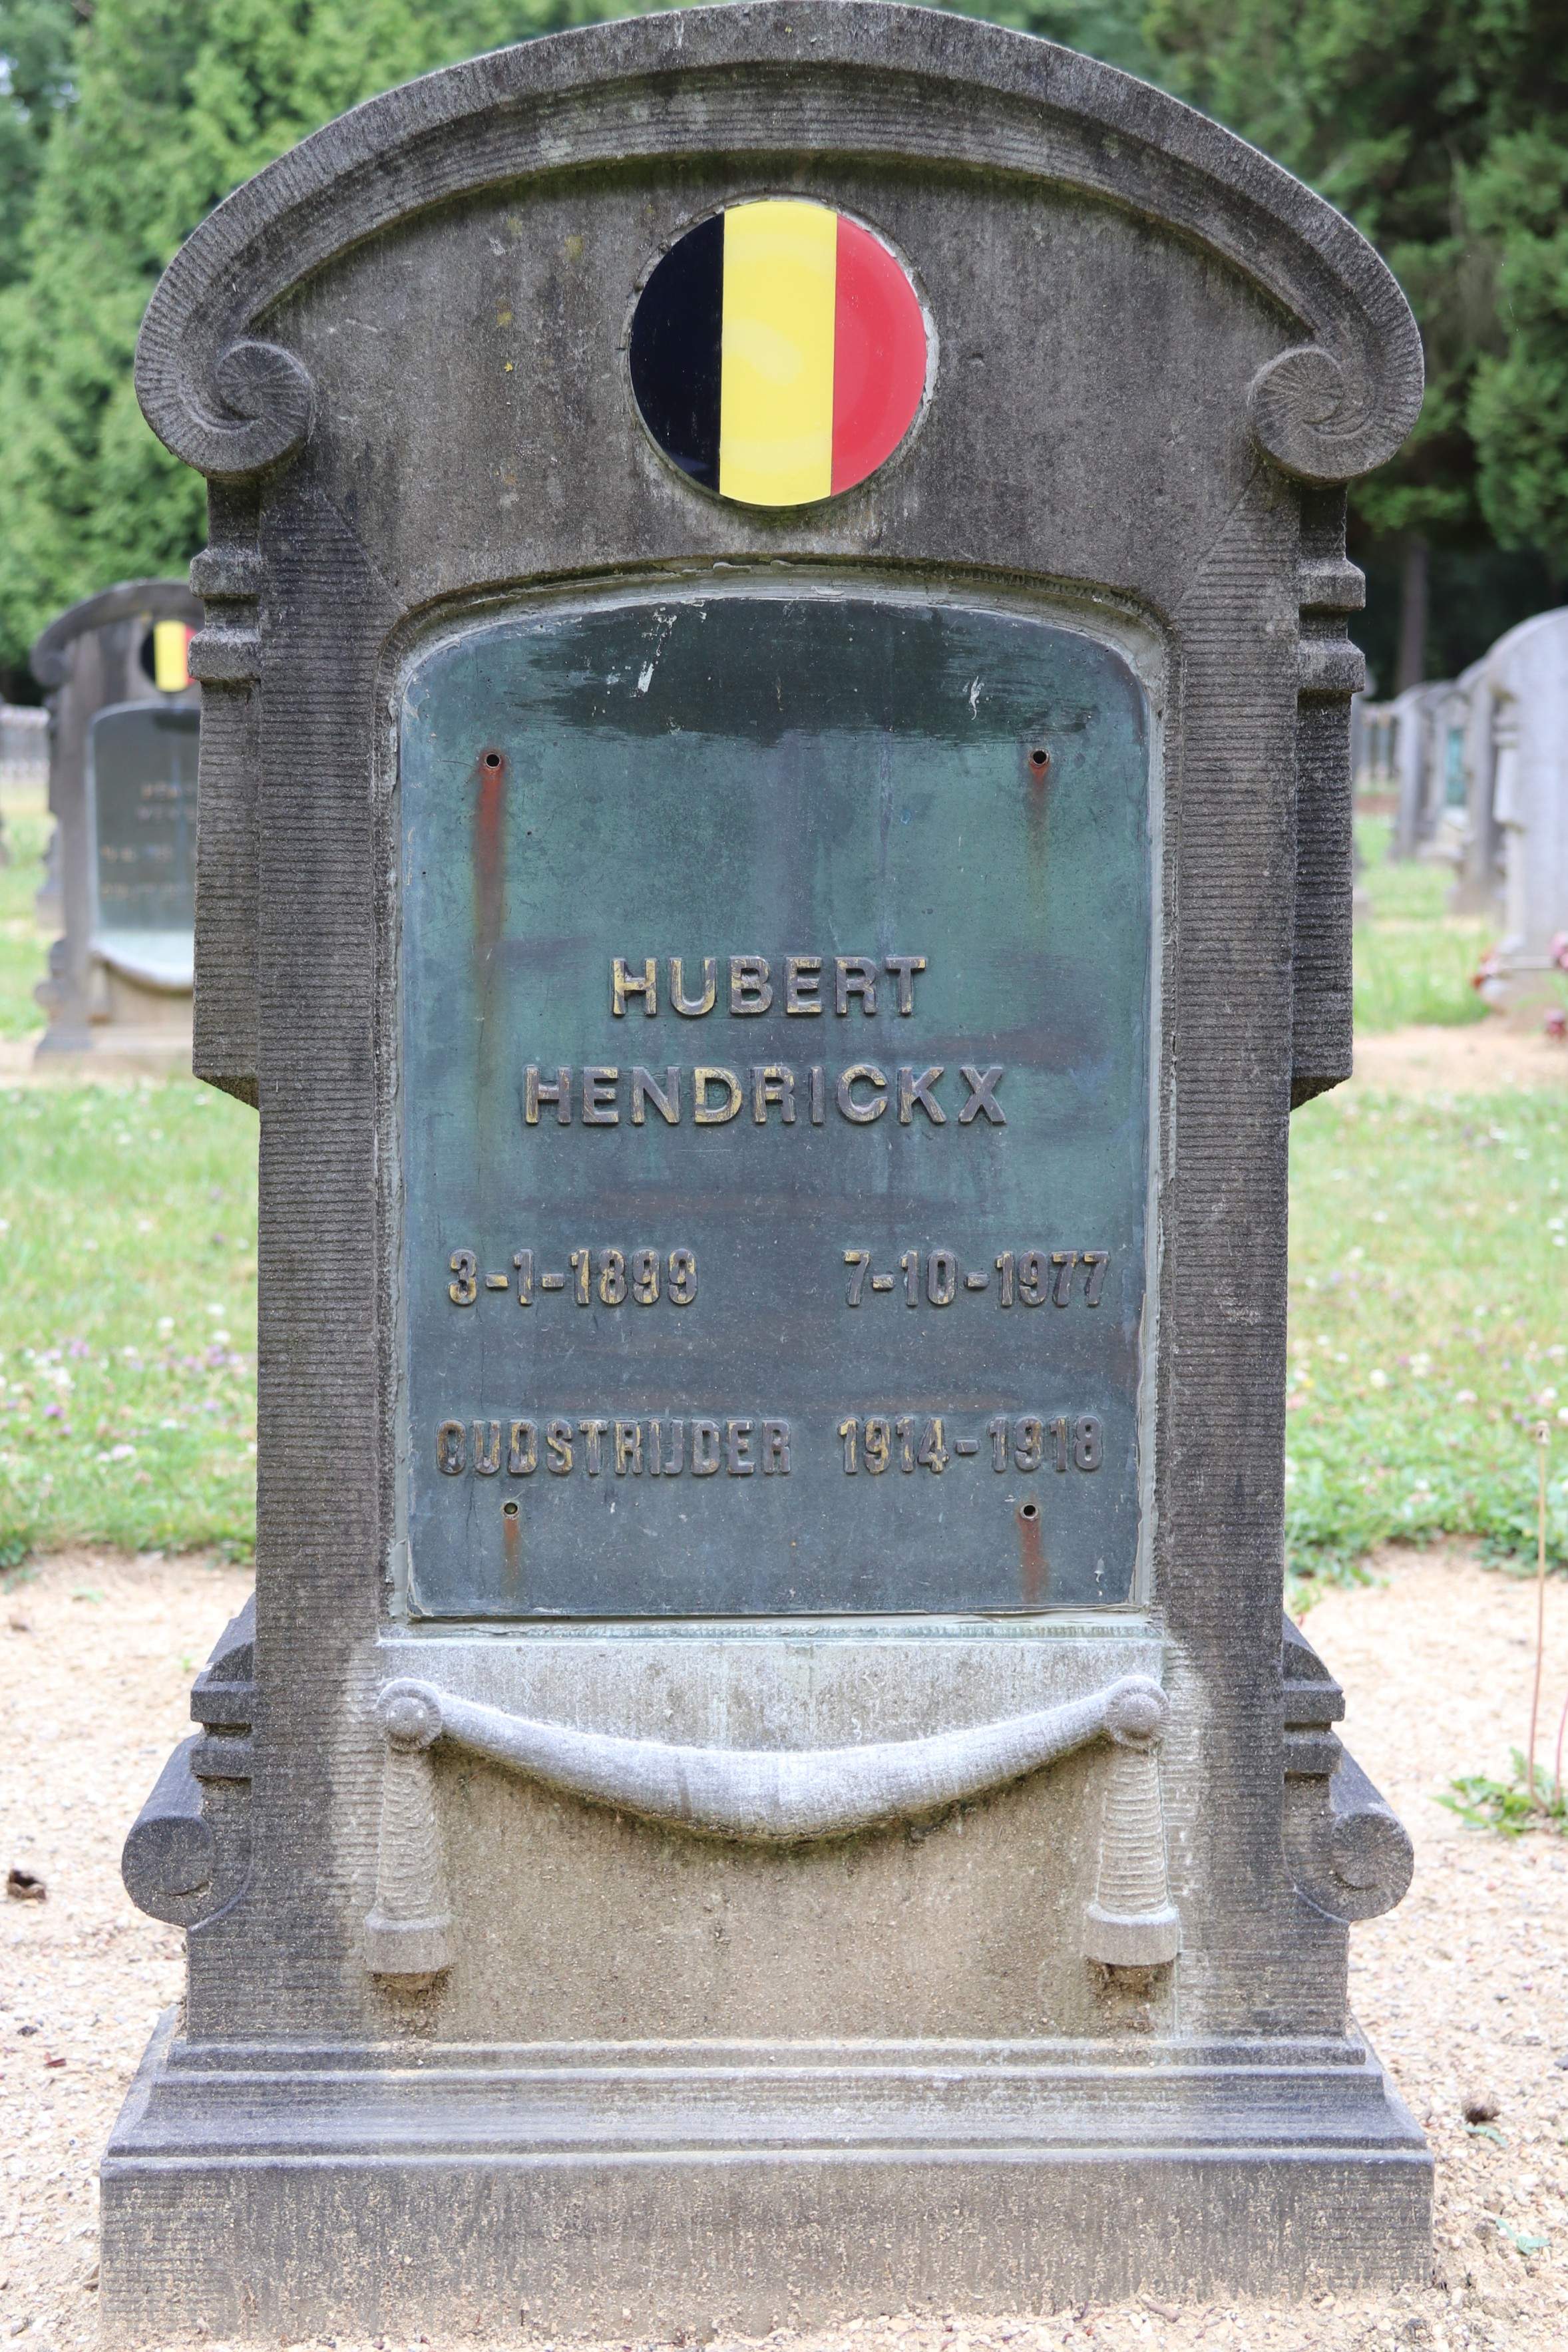 HUBERT
HENDRICKX
3-1-1899 7-10-1977
OUDSTRIJDER 1914-1918